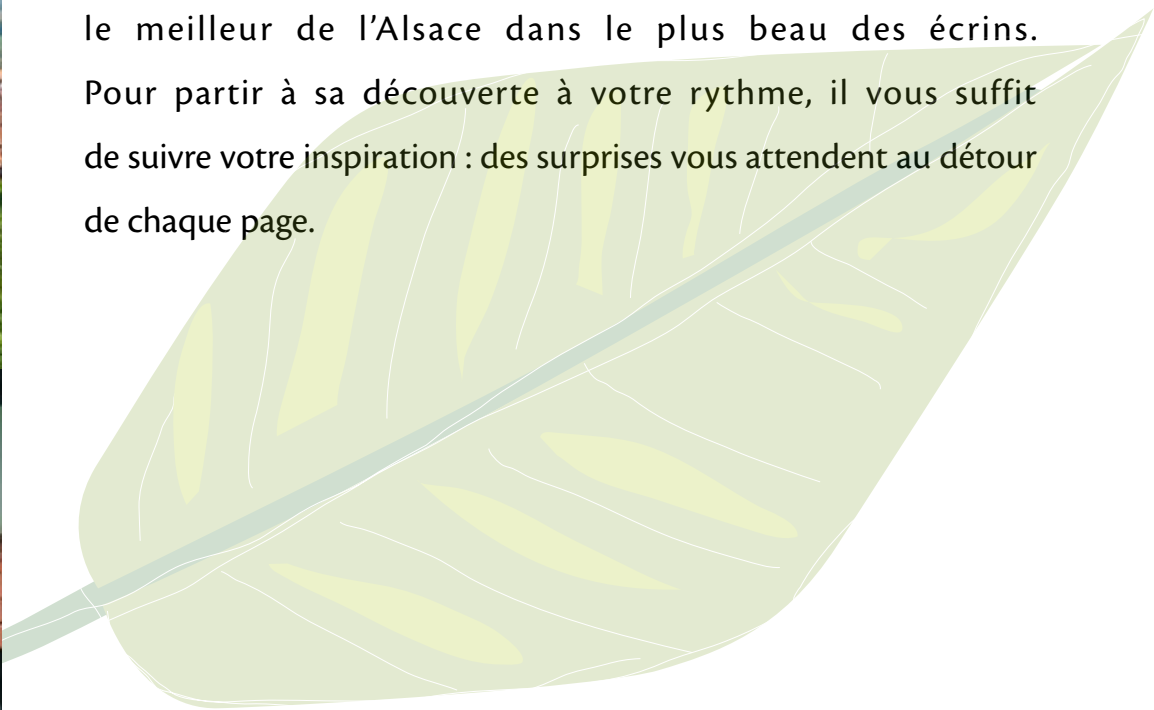 le meilleur de l’Alsace dans le plus beau des écrins.
Pour partir à sa découverte à votre rythme, il vous suffit
de suivre votre inspiration : des surprises vous attendent au détour
de chaque page.